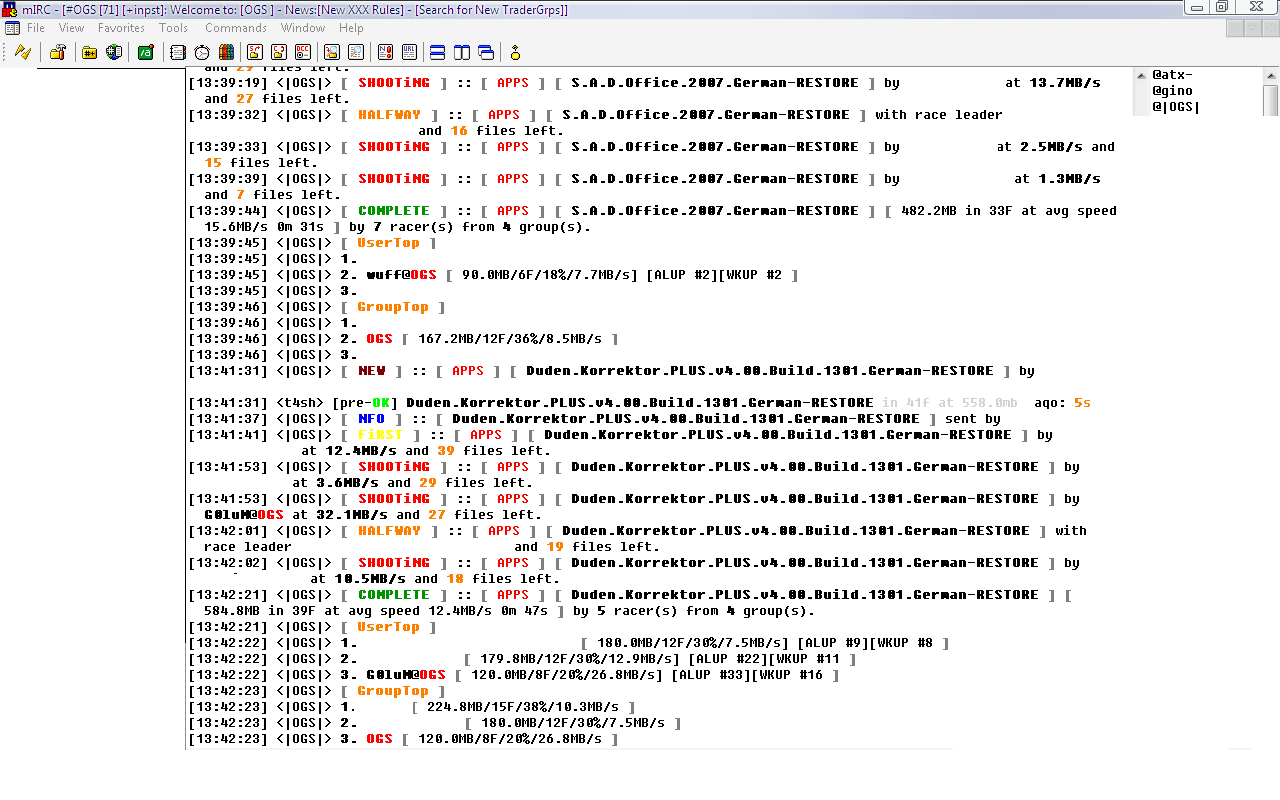 mIRC - [#OGS [71] [+inpst]: Welcome to: [OGS ] - News:[New XXX Rules] - [Search for New TraderGrps]]
File View Favorites Tools Commands Window Help
and 29 files left.
[13:39:19] <|OGS|> [ SHOOTiNG ] :: [ APPS ] [ S.A.D.Office.2007.German-RESTORE ] by at 13.7MB/s
and 27 files left.
[13:39:32] <|OGS|> [ HALFWAY ] :: [ APPS ] [ S.A.D.Office.2007.German-RESTORE ] with race leader
and 16 files left.
[13:39:33] <|OGS|> [ SHOOTiNG ] :: [ APPS ] [ S.A.D.Office.2007.German-RESTORE ] by at 2.5MB/s and
15 files left.
[13:39:39] <|OGS|> [ SHOOTiNG ] :: [ APPS ] [ S.A.D.Office.2007.German-RESTORE ] by at 1.3MB/s
and 7 files left.
[13:39:44] <|OGS|> [ COMPLETE ] :: [ APPS ] [ S.A.D.Office.2007.German-RESTORE ] [ 482.2MB in 33F at avg speed
15.6MB/s 0m 31s ] by 7 racer(s) from 4 group(s).
[13:39:45] <|OGS|> [ UserTop ]
[13:39:45] <|OGS|> 1.
[13:39:45] <|OGS|> 2. wuff@OGS [ 90.0MB/6F/18%/7.7MB/s] [ALUP #2][WKUP #2 ]
[13:39:45] <|OGS|> 3.
[13:39:46] <|OGS|> [ GroupTop ]
[13:39:46] <|OGS|> 1.
[13:39:46] <|OGS|> 2. OGS [ 167.2MB/12F/36%/8.5MB/s ]
[13:39:46] <|OGS|> 3.
[13:41:31] <|OGS|> [ NEW ] :: [ APPS ] [ Duden.Korrektor.PLUS.v4.00.Build.1301.German-RESTORE ] by
[13:41:31] <t4sh> [pre-OK] Duden.Korrektor.PLUS.v4.00.Build.1301.German-RESTORE in 41f at 558.0mb ago: 5s
[13:41:37] <|OGS|> [ NFO ] :: [ Duden.Korrektor.PLUS.v4.00.Build.1301.German-RESTORE ] sent by
[13:41:41] <|OGS|> [ FiRST ] :: [ APPS ] [ Duden.Korrektor.PLUS.v4.00.Build.1301.German-RESTORE ] by
at 12.4MB/s and 39 files left.
[13:41:53] <|OGS|> [ SHOOTiNG ] :: [ APPS ] [ Duden.Korrektor.PLUS.v4.00.Build.1301.German-RESTORE ] by
at 3.6MB/s and 29 files left.
[13:41:53] <|OGS|> [ SHOOTiNG ] :: [ APPS ] [ Duden.Korrektor.PLUS.v4.00.Build.1301.German-RESTORE ] by
G0luM@OGS at 32.1MB/s and 27 files left.
[13:42:01] <|OGS|> [ HALFWAY ] :: [ APPS ] [ Duden.Korrektor.PLUS.v4.00.Build.1301.German-RESTORE ] with
race leader and 19 files left.
[13:42:02] <|OGS|> [ SHOOTiNG ] :: [ APPS ] [ Duden.Korrektor.PLUS.v4.00.Build.1301.German-RESTORE ] by
at 10.5MB/s and 18 files left.
[13:42:21] <|OGS|> [ COMPLETE ] :: [ APPS ] [ Duden.Korrektor.PLUS.v4.00.Build.1301.German-RESTORE ] [
584.8MB in 39F at avg speed 12.4MB/s 0m 47s ] by 5 racer(s) from 4 group(s).
[13:42:21] <|OGS|> [ UserTop ]
[13:42:22] <|OGS|> 1. [ 180.0MB/12F/30%/7.5MB/s] [ALUP #9][WKUP #8 ]
[13:42:22] <|OGS|> 2. [ 179.8MB/12F/30%/12.9MB/s] [ALUP #22][WKUP #11 ]
[13:42:22] <|OGS|> 3. G0luM@OGS [ 120.0MB/8F/20%/26.8MB/s] [ALUP #33][WKUP #16 ]
[13:42:23] <|OGS|> [ GroupTop ]
[13:42:23] <|OGS|> 1. [ 224.8MB/15F/38%/10.3MB/s ]
[13:42:23] <|OGS|> 2. [ 180.0MB/12F/30%/7.5MB/s ]
[13:42:23] <|OGS|> 3. OGS [ 120.0MB/8F/20%/26.8MB/s ]
@atx-
@gino
@|OGS|